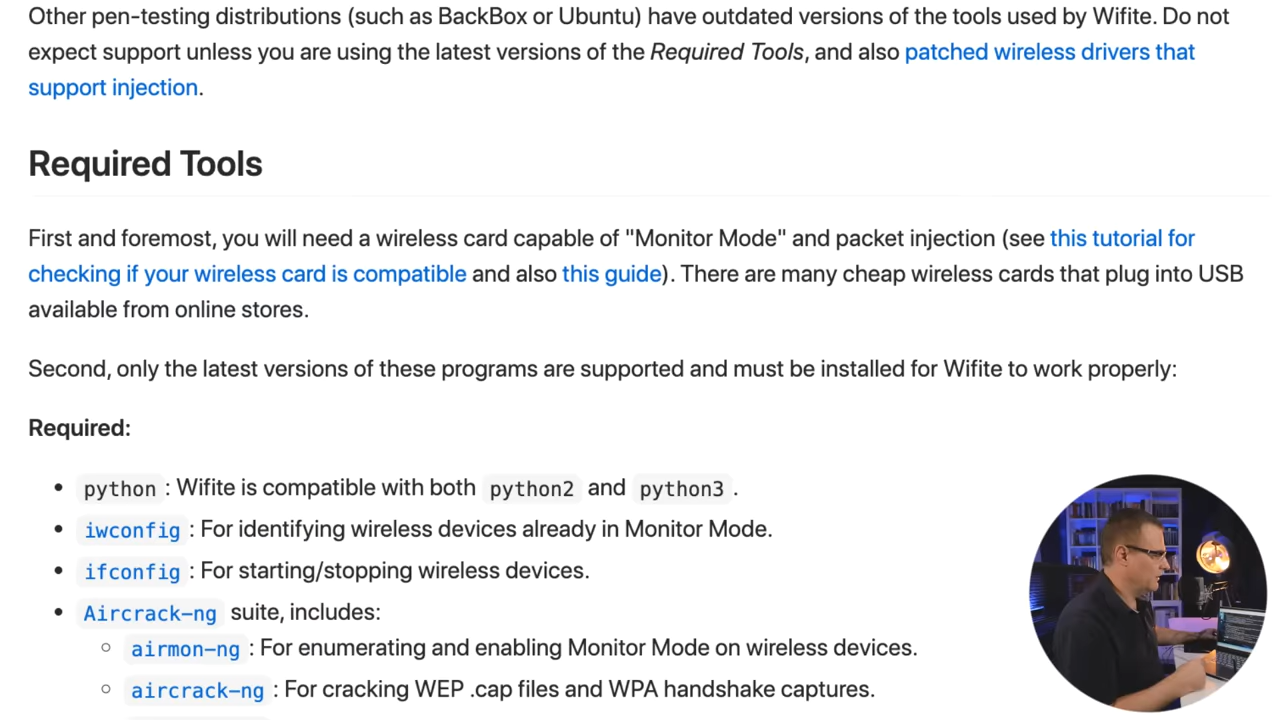 Other pen-testing distributions (such as BackBox or Ubuntu) have outdated versions of the tools used by Wifite. Do not
expect support unless you are using the latest versions of the Required Tools, and also patched wireless drivers that
support injection.
Required Tools
First and foremost, you will need a wireless card capable of "Monitor Mode" and packet injection (see this tutorial for
checking if your wireless card is compatible and also this guide). There are many cheap wireless cards that plug into USB
available from online stores.
Second, only the latest versions of these programs are supported and must be installed for Wifite to work properly:
Required:
• python : Wifite is compatible with both python2 and python3 .
• iwconfig : For identifying wireless devices already in Monitor Mode.
• ifconfig : For starting/stopping wireless devices.
• Aircrack-ng suite, includes:
○ airmon-ng : For enumerating and enabling Monitor Mode on wireless devices.
○ aircrack-ng : For cracking WEP .cap files and WPA handshake captures.